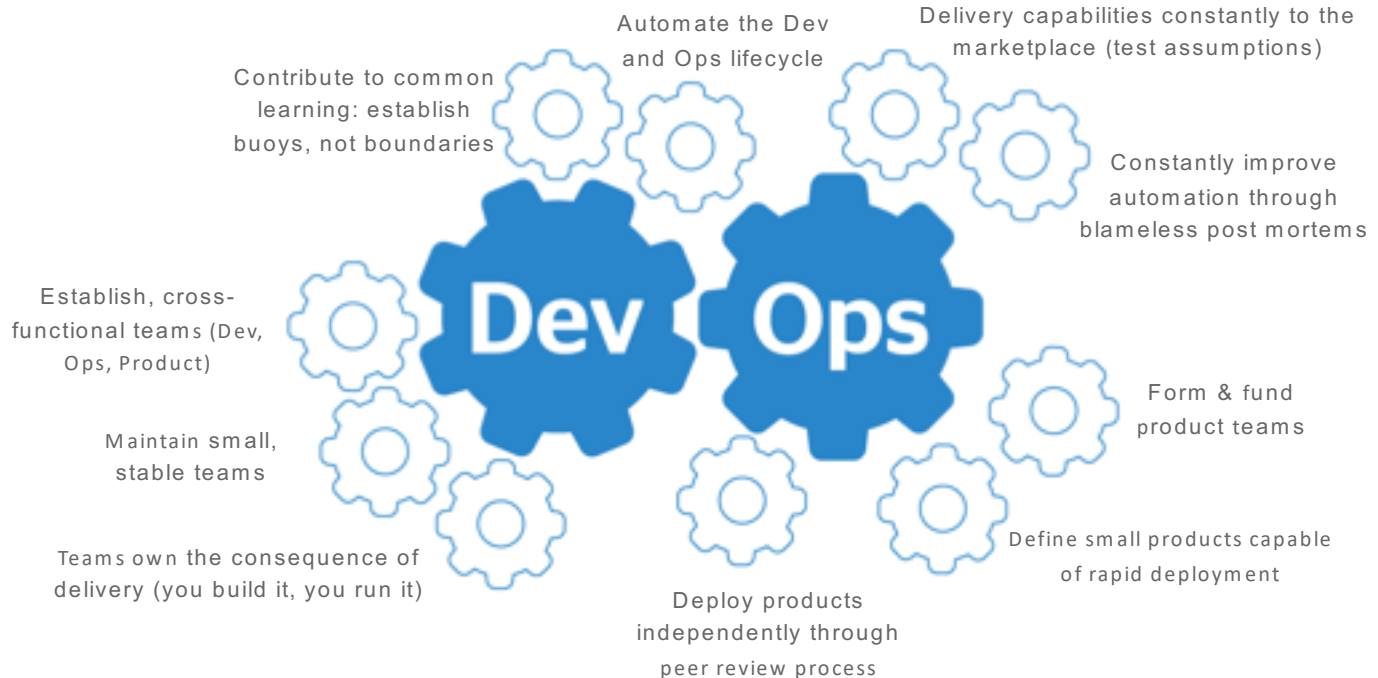 Automate the Dev
and Ops lifecycle
Delivery capabilities constantly to the
marketplace (test assumptions)
Contribute to common
learning: establish
buoys, not boundaries
Constantly improve
automation through
blameless post mortems
Dev
Ops
Establish, cross-
functional teams (Dev,
Ops, Product)
Form & fund
product teams
Maintain small,
stable teams
Define small products capable
of rapid deployment
Teams own the consequence of
delivery (you build it, you run it)
Deploy products
independently through
peer review process